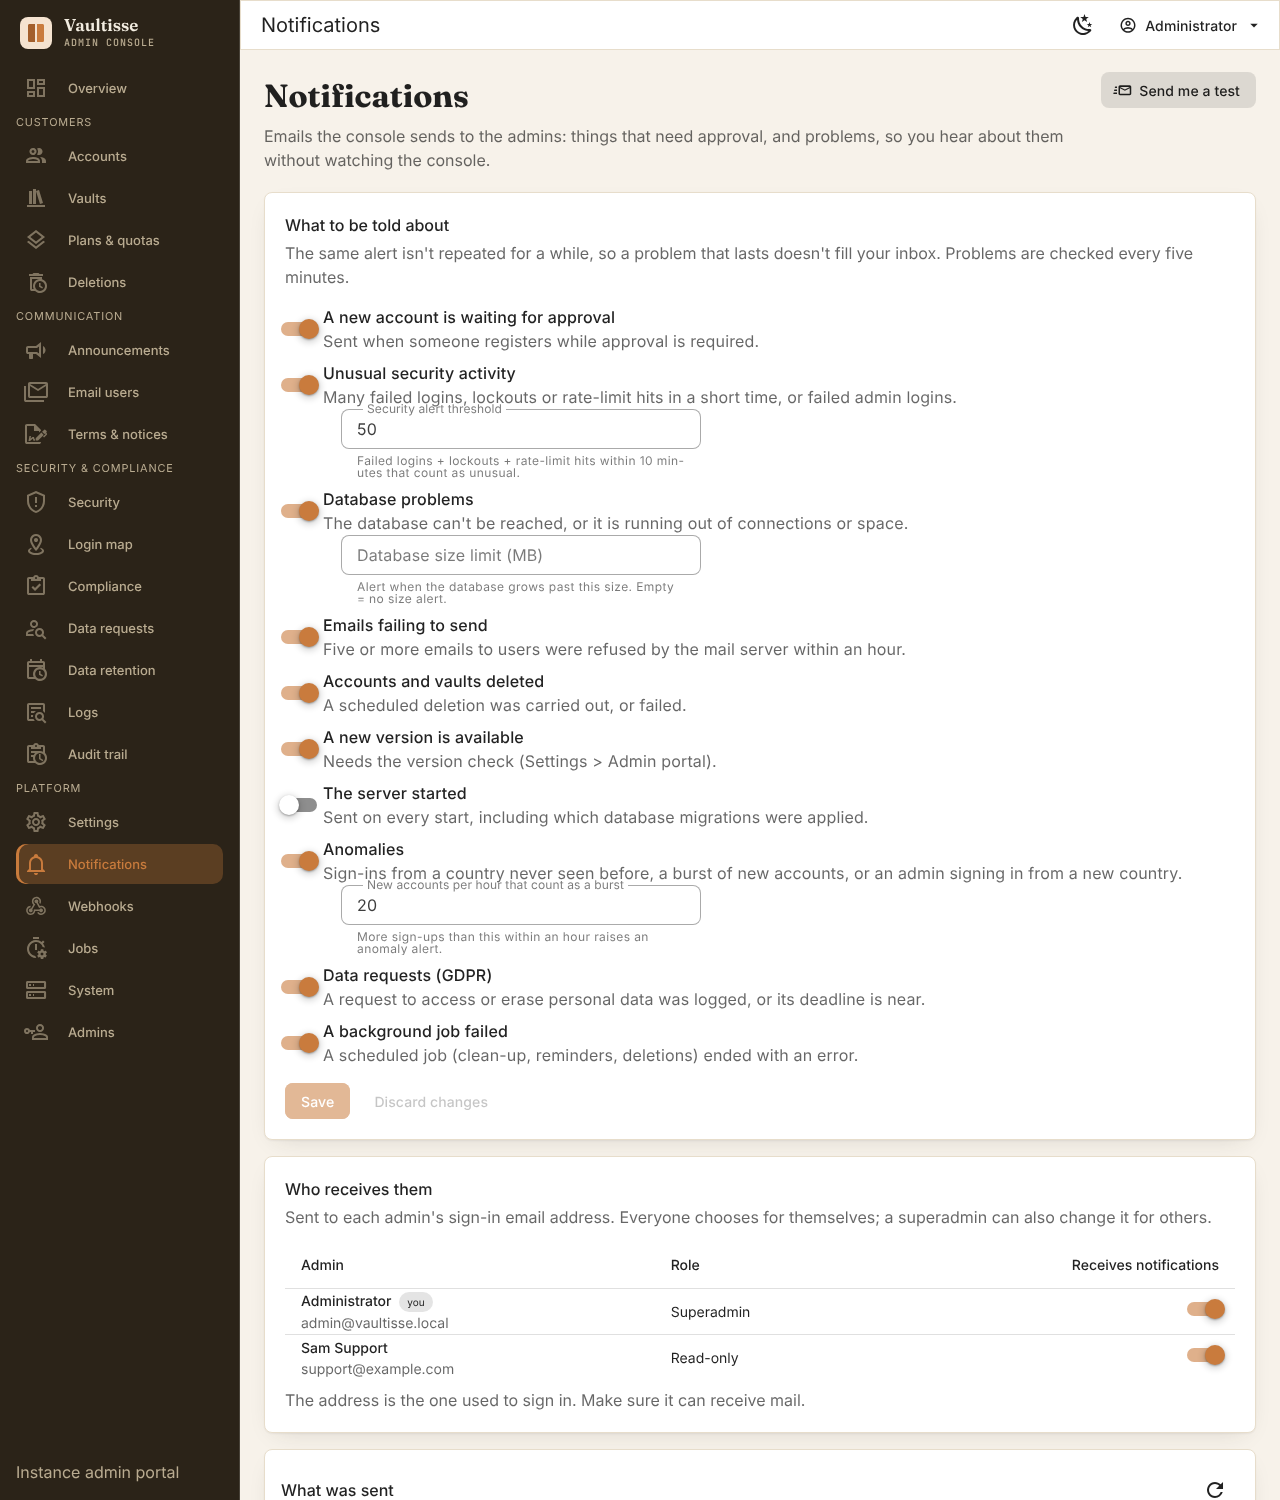 Vaultisse
ADMIN CONSOLE
Overview
CUSTOMERS
Accounts
Vaults
Plans & quotas
Deletions
COMMUNICATION
Announcements
Email users
Terms & notices
SECURITY & COMPLIANCE
Security
Login map
Compliance
Data requests
Data retention
Logs
Audit trail
PLATFORM
Settings
Notifications
Webhooks
Jobs
System
Admins
Instance admin portal
Notifications
Administrator
Notifications
Send me a test
Emails the console sends to the admins: things that need approval, and problems, so you hear about them
without watching the console.
What to be told about
The same alert isn't repeated for a while, so a problem that lasts doesn't fill your inbox. Problems are checked every five
minutes.
A new account is waiting for approval
Sent when someone registers while approval is required.
Unusual security activity
Many failed logins, lockouts or rate-limit hits in a short time, or failed admin logins.
Security alert threshold
50
Failed logins + lockouts + rate-limit hits within 10 min-
utes that count as unusual.
Database problems
The database can't be reached, or it is running out of connections or space.
Database size limit (MB)
Alert when the database grows past this size. Empty
= no size alert.
Emails failing to send
Five or more emails to users were refused by the mail server within an hour.
Accounts and vaults deleted
A scheduled deletion was carried out, or failed.
A new version is available
Needs the version check (Settings > Admin portal).
The server started
Sent on every start, including which database migrations were applied.
Anomalies
Sign-ins from a country never seen before, a burst of new accounts, or an admin signing in from a new country.
New accounts per hour that count as a burst
20
More sign-ups than this within an hour raises an
anomaly alert.
Data requests (GDPR)
A request to access or erase personal data was logged, or its deadline is near.
A background job failed
A scheduled job (clean-up, reminders, deletions) ended with an error.
Save
Discard changes
Who receives them
Sent to each admin's sign-in email address. Everyone chooses for themselves; a superadmin can also change it for others.
Admin
Role
Receives notifications
Administrator you
admin@vaultisse.local
Superadmin
Sam Support
support@example.com
Read-only
The address is the one used to sign in. Make sure it can receive mail.
What was sent